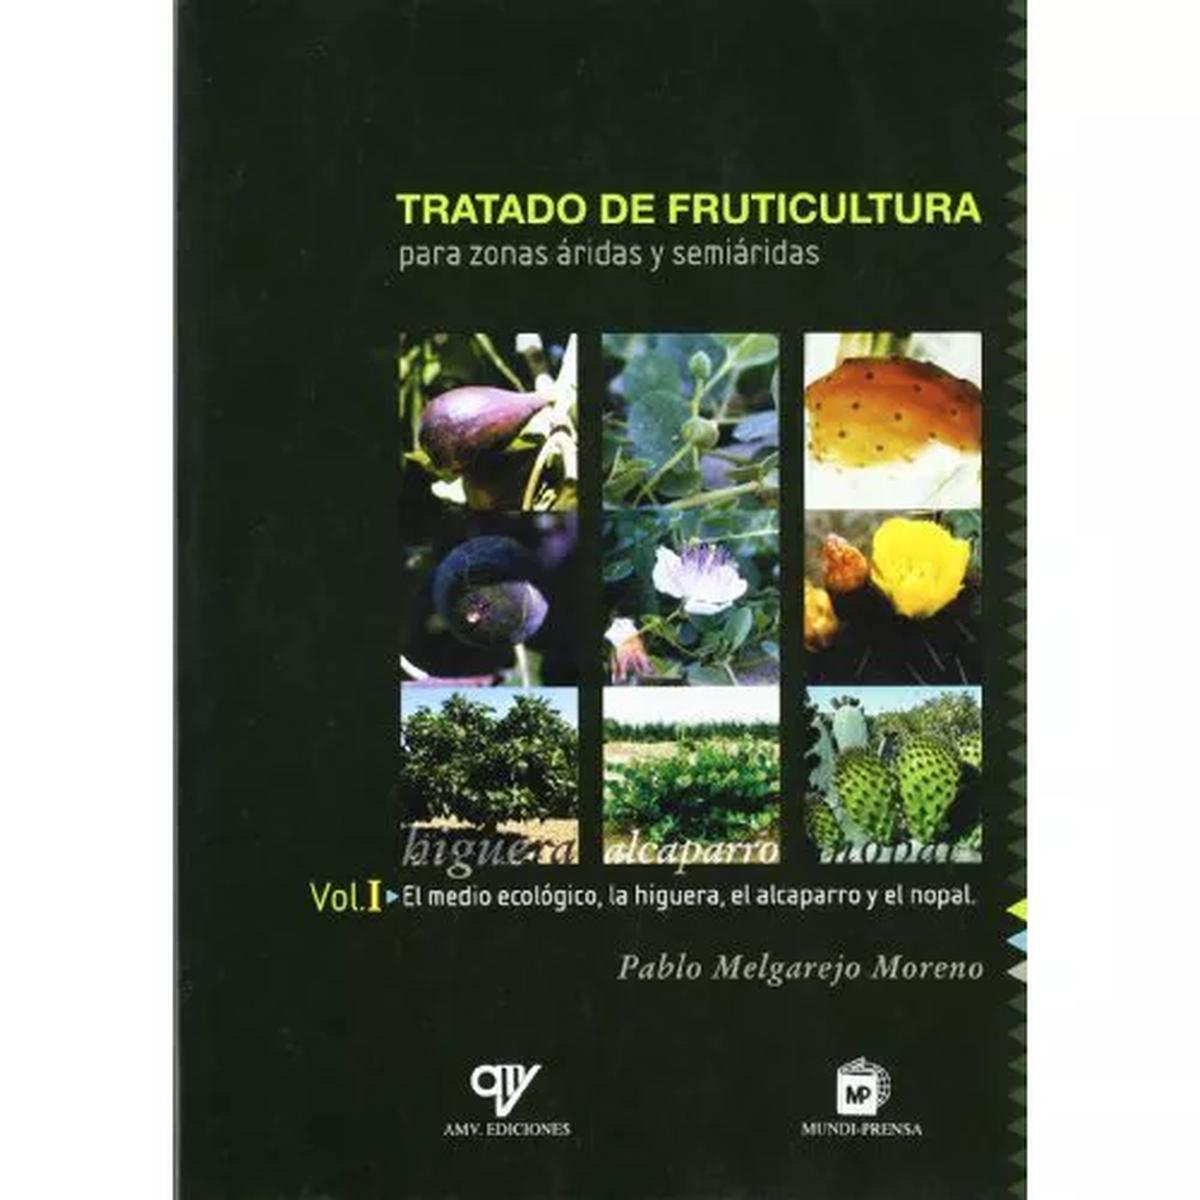 TRATADO DE FRUTICULTURA
para zonas áridas y semiáridas
higuera alcaparro nopal
Vol. I El medio ecológico, la higuera, el alcaparro y el nopal.
Pablo Melgarejo Moreno
AMV. EDICIONES
MP
MUNDI-PRENSA